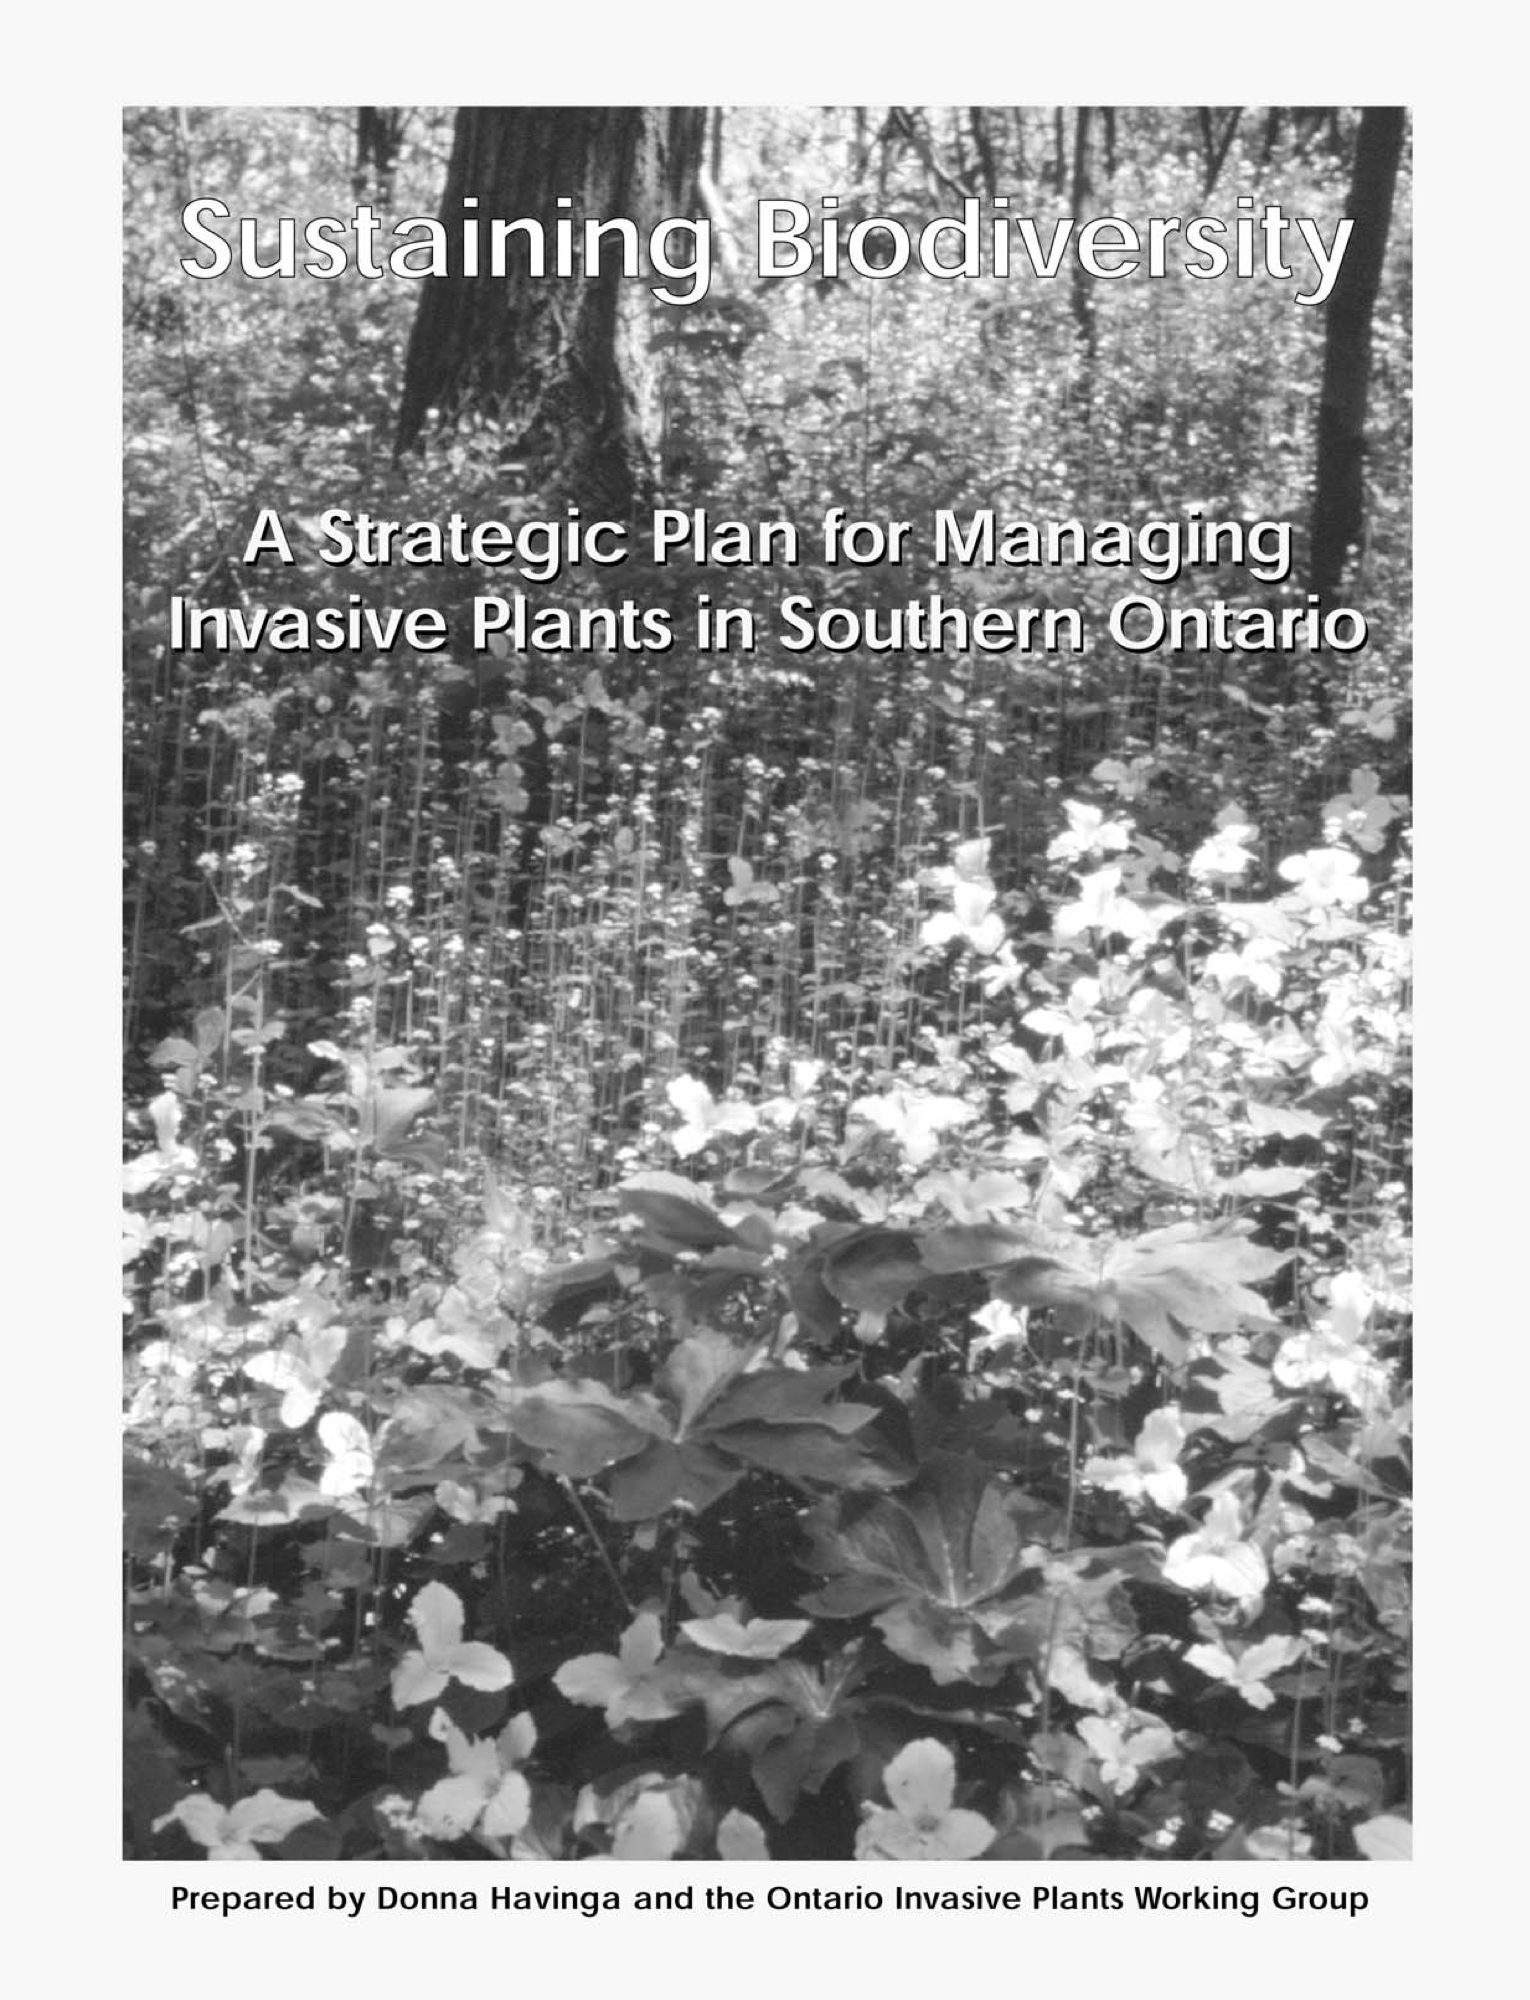 Sustaining Biodiversity
A Strategic Plan for Managing
Invasive Plants in Southern Ontario
Prepared by Donna Havinga and the Ontario Invasive Plants Working Group